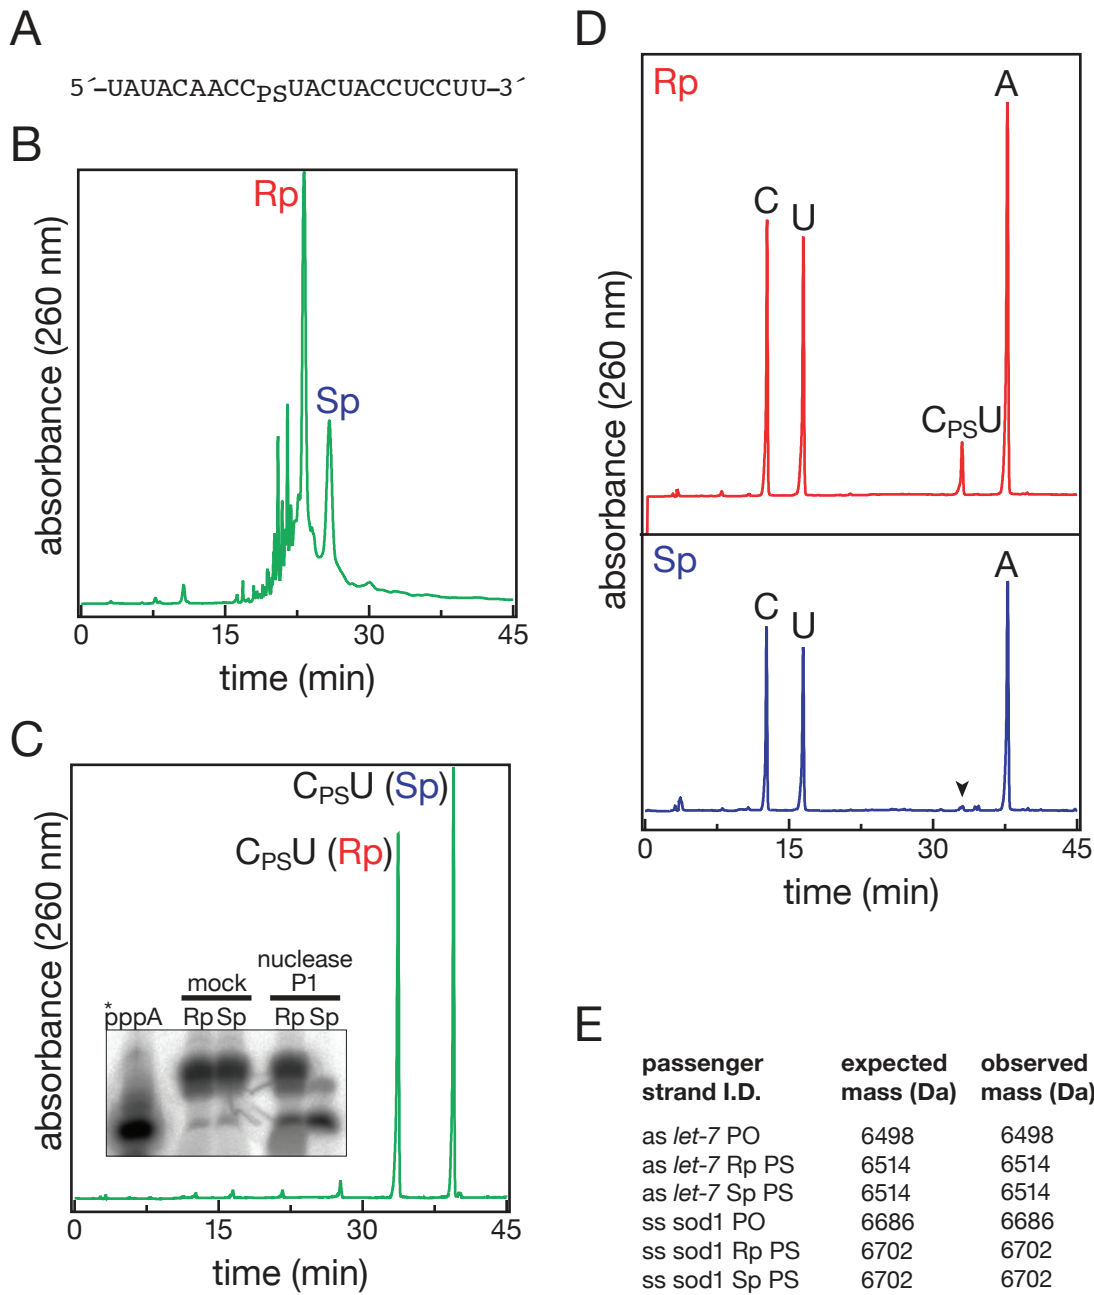 A
5´-UAUACAACCPSUACUACCUCCUU-3´
B
Rp
Sp
absorbance (260 nm)
0 15 30 45
time (min)
C
CPSU (Sp)
CPSU (Rp)
nuclease
mock P1
*
pppA Rp Sp Rp Sp
absorbance (260 nm)
0 15 30 45
time (min)
D
Rp
A
C
U
CPSU
absorbance (260 nm)
Sp
A
C
U
0 15 33 45
time (min)
E
passenger expected observed
strand I.D. mass (Da) mass (Da)
as let-7 PO 6498 6498
as let-7 Rp PS 6514 6514
as let-7 Sp PS 6514 6514
ss sod1 PO 6686 6686
ss sod1 Rp PS 6702 6702
ss sod1 Sp PS 6702 6702